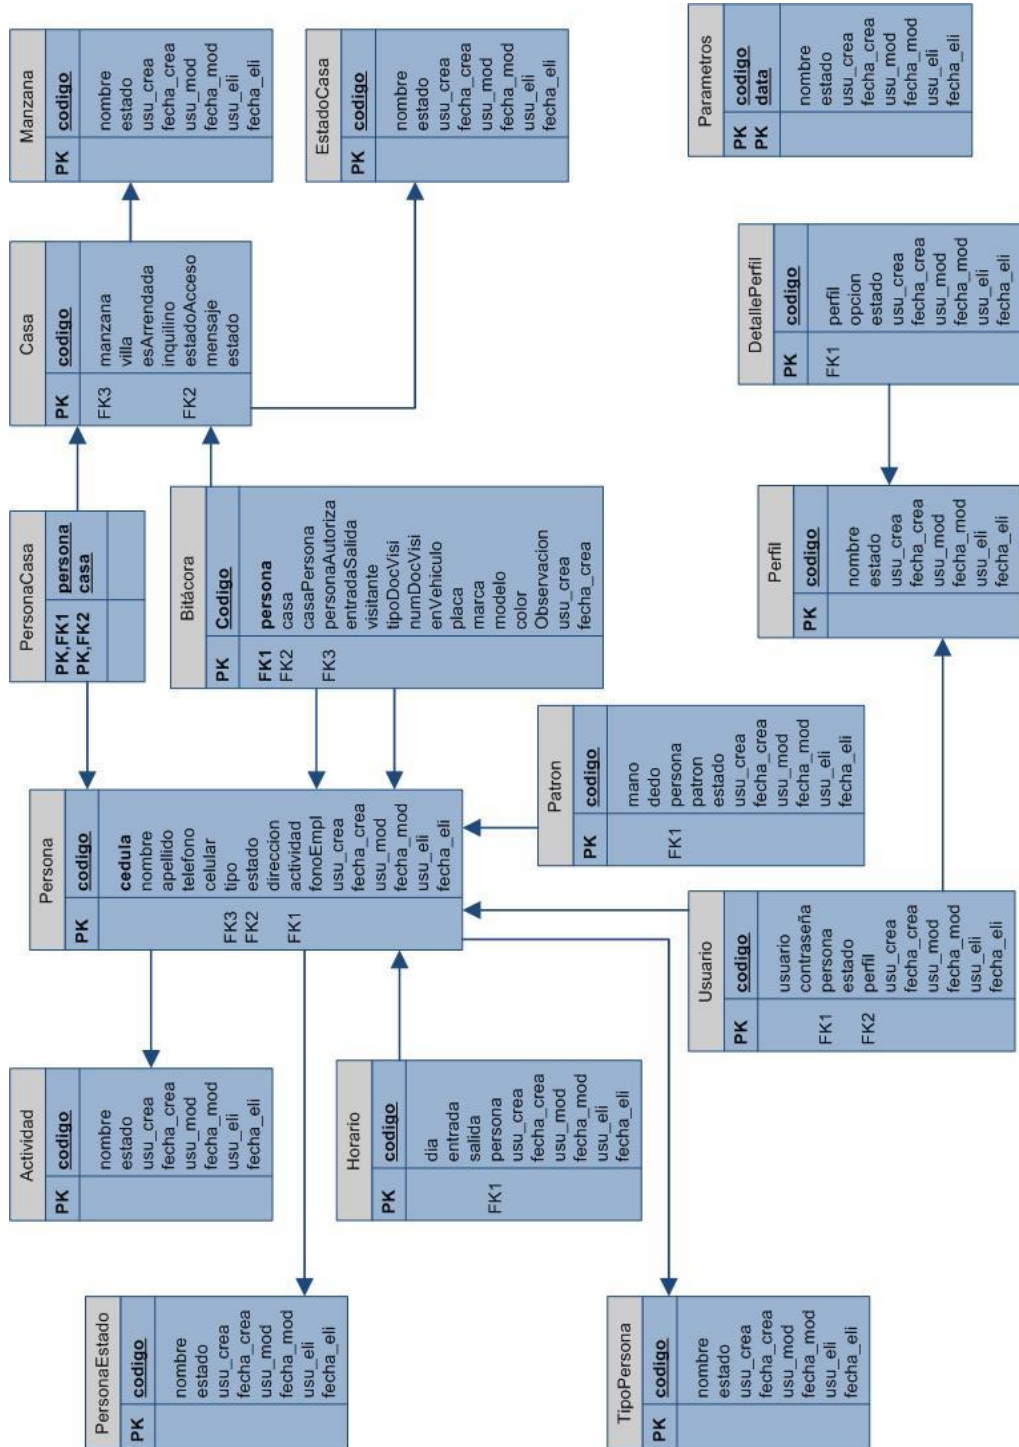 PersonaEstado
PK codigo
nombre
estado
usu_crea
fecha_crea
usu_mod
fecha_mod
usu_eli
fecha_eli
Actividad
PK codigo
nombre
estado
usu_crea
fecha_crea
usu_mod
fecha_mod
usu_eli
fecha_eli
Persona
PK codigo
cedula
nombre
apellido
telefono
celular
FK3 tipo
FK2 estado
direccion
FK1 actividad
fonoEmpl
usu_crea
fecha_crea
usu_mod
fecha_mod
usu_eli
fecha_eli
PersonaCasa
PK,FK1 persona
PK,FK2 casa
Casa
PK codigo
FK3 manzana
villa
esArrendada
inquilino
FK2 estadoAcceso
mensaje
estado
Manzana
PK codigo
nombre
estado
usu_crea
fecha_crea
usu_mod
fecha_mod
usu_eli
fecha_eli
Bitácora
PK Codigo
FK1 persona
FK2 casa
casaPersona
FK3 personaAutoriza
entradaSalida
visitante
tipoDocVisi
numDocVisi
enVehiculo
placa
marca
modelo
color
Observacion
usu_crea
fecha_crea
EstadoCasa
PK codigo
nombre
estado
usu_crea
fecha_crea
usu_mod
fecha_mod
usu_eli
fecha_eli
Horario
PK codigo
dia
entrada
salida
FK1 persona
usu_crea
fecha_crea
usu_mod
fecha_mod
usu_eli
fecha_eli
Patron
PK codigo
mano
dedo
FK1 persona
patron
estado
usu_crea
fecha_crea
usu_mod
fecha_mod
usu_eli
fecha_eli
TipoPersona
PK codigo
nombre
estado
usu_crea
fecha_crea
usu_mod
fecha_mod
usu_eli
fecha_eli
Usuario
PK codigo
usuario
contraseña
FK1 persona
estado
FK2 perfil
usu_crea
fecha_crea
usu_mod
fecha_mod
usu_eli
fecha_eli
Perfil
PK codigo
nombre
estado
usu_crea
fecha_crea
usu_mod
fecha_mod
usu_eli
fecha_eli
DetallePerfil
PK codigo
FK1 perfil
opcion
estado
usu_crea
fecha_crea
usu_mod
fecha_mod
usu_eli
fecha_eli
Parametros
PK codigo
PK data
nombre
estado
usu_crea
fecha_crea
usu_mod
fecha_mod
usu_eli
fecha_eli